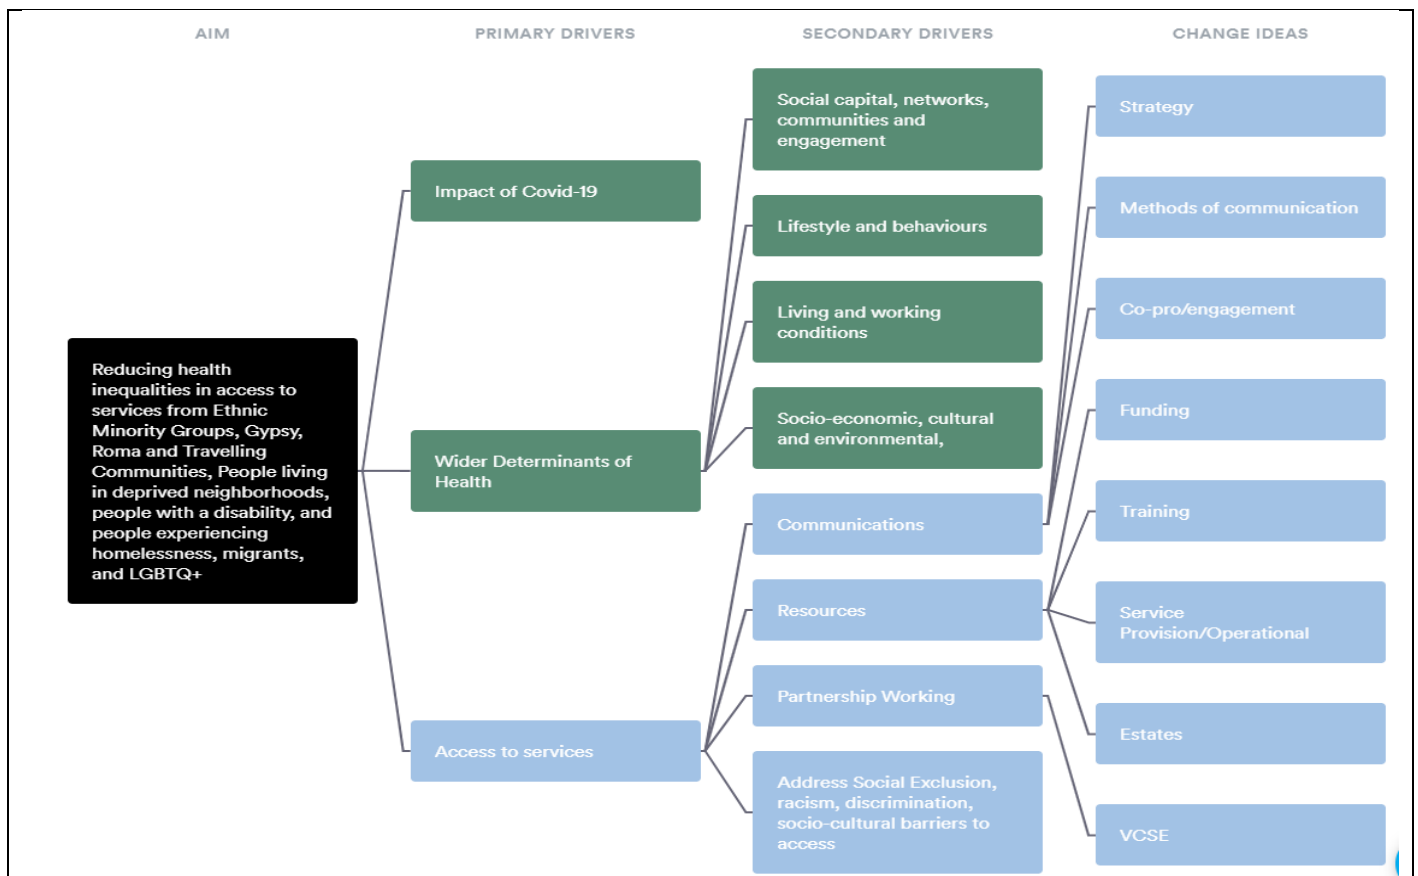 AIM
PRIMARY DRIVERS
SECONDARY DRIVERS
CHANGE IDEAS
Reducing health
inequalities in access to
services from Ethnic
Minority Groups, Gypsy,
Roma and Travelling
Communities, People living
in deprived neighborhoods,
people with a disability, and
people experiencing
homelessness, migrants,
and LGBTQ+
Impact of Covid-19
Wider Determinants of
Health
Access to services
Social capital, networks,
communities and
engagement
Lifestyle and behaviours
Living and working
conditions
Socio-economic, cultural
and environmental,
Communications
Resources
Partnership Working
Address Social Exclusion,
racism, discrimination,
socio-cultural barriers to
access
Strategy
Methods of communication
Co-pro/engagement
Funding
Training
Service
Provision/Operational
Estates
VCSE